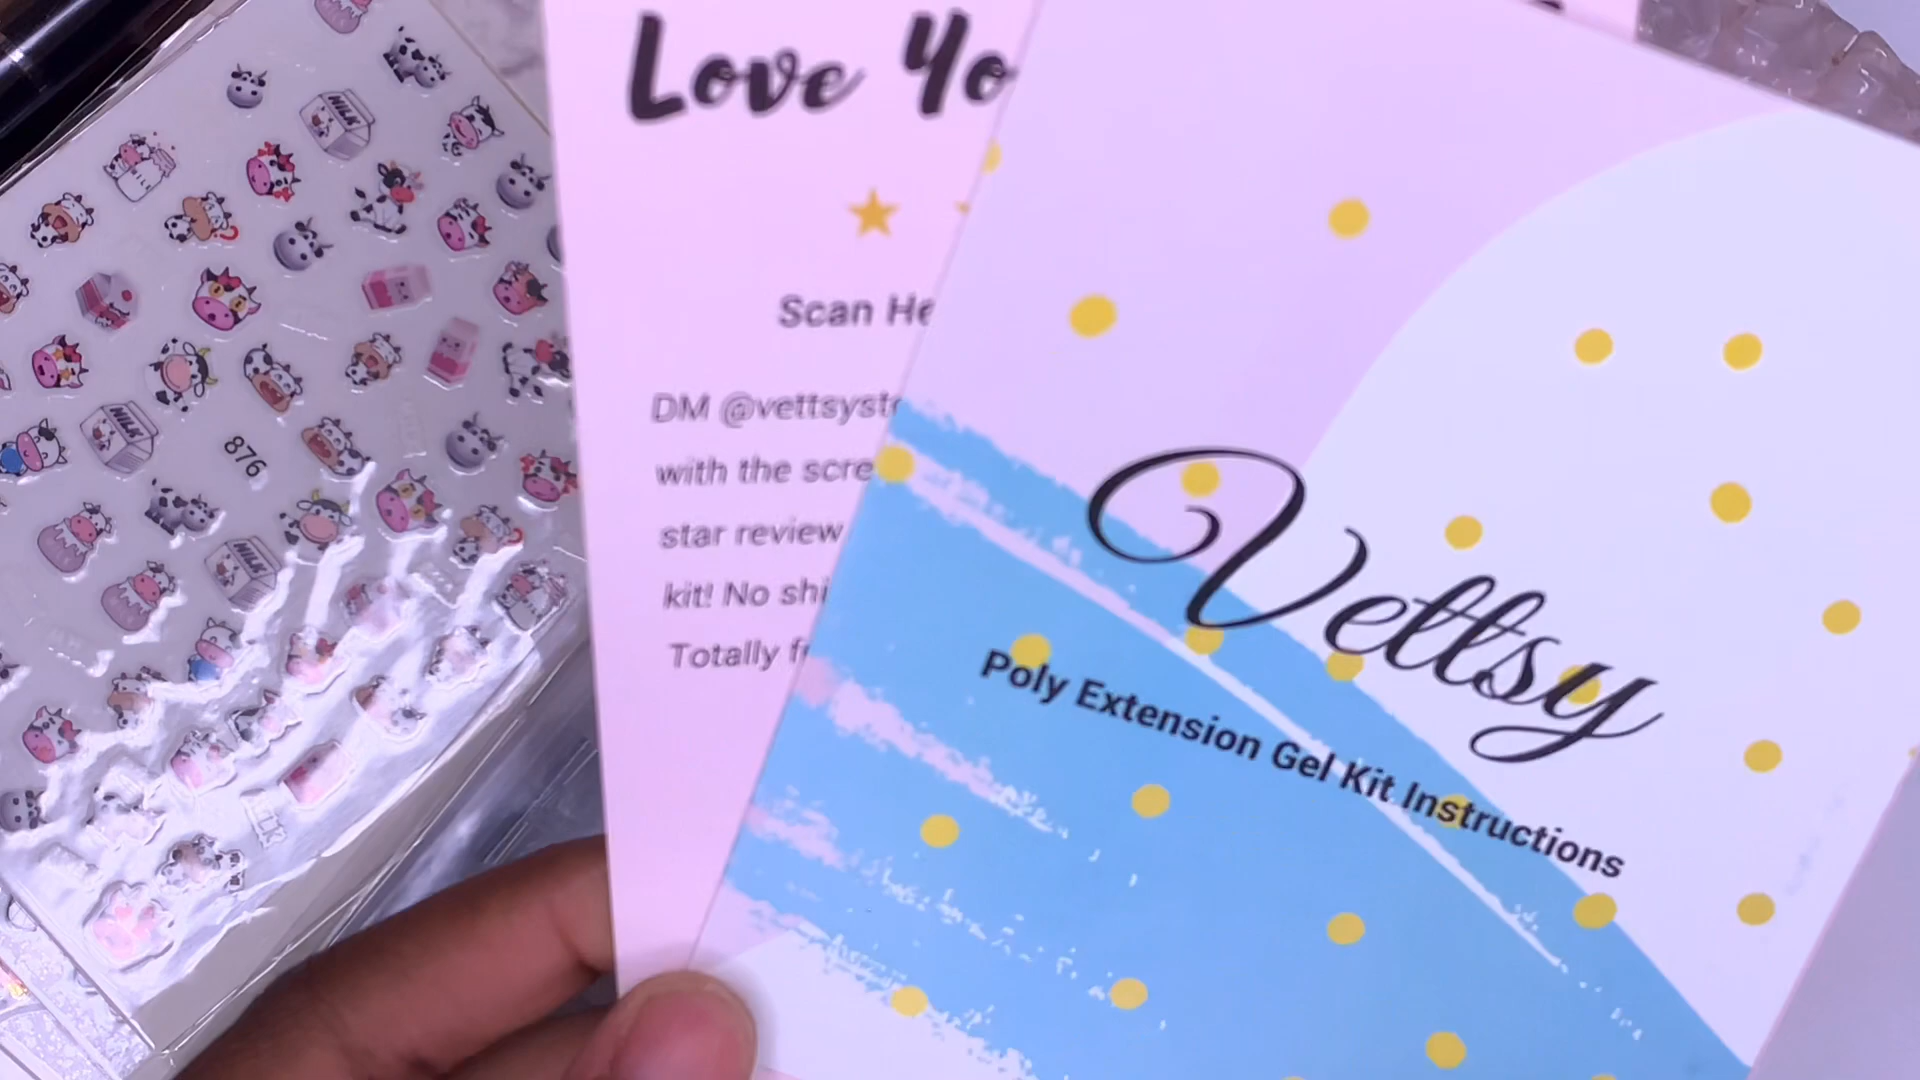 Love Yo
Scan He
DM @vettsyst
with the scre
star review
kit! No shi
Totally f
Vettsy
Poly Extension Gel Kit Instructions
MILK
MILK
876
MILK